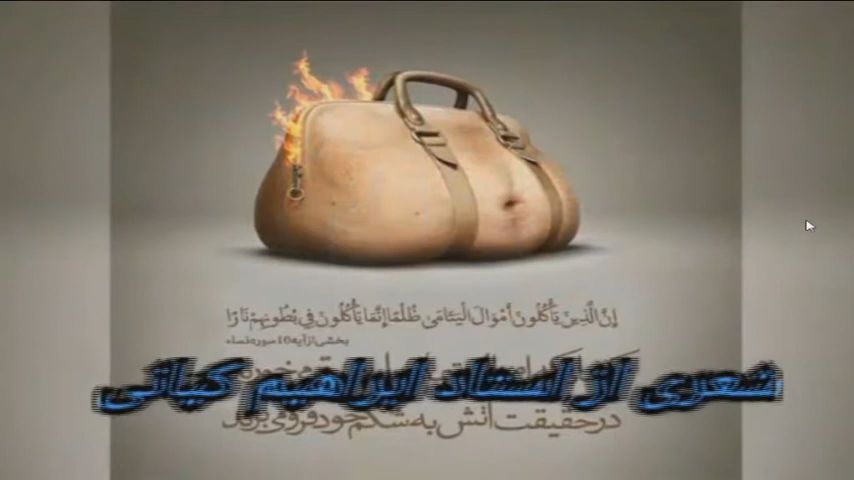 إِنَّ الَّذِينَ يَأْكُلُونَ أَمْوَالَ الْيَتَامَىٰ ظُلْمًا إِنَّمَا يَأْكُلُونَ فِي بُطُونِهِمْ نَارًا
بخشی از آیه 10 سوره نساء
شعری از استاد ابراهیم کیانی
در حقیقت آتش به شکم خود فرو می برند